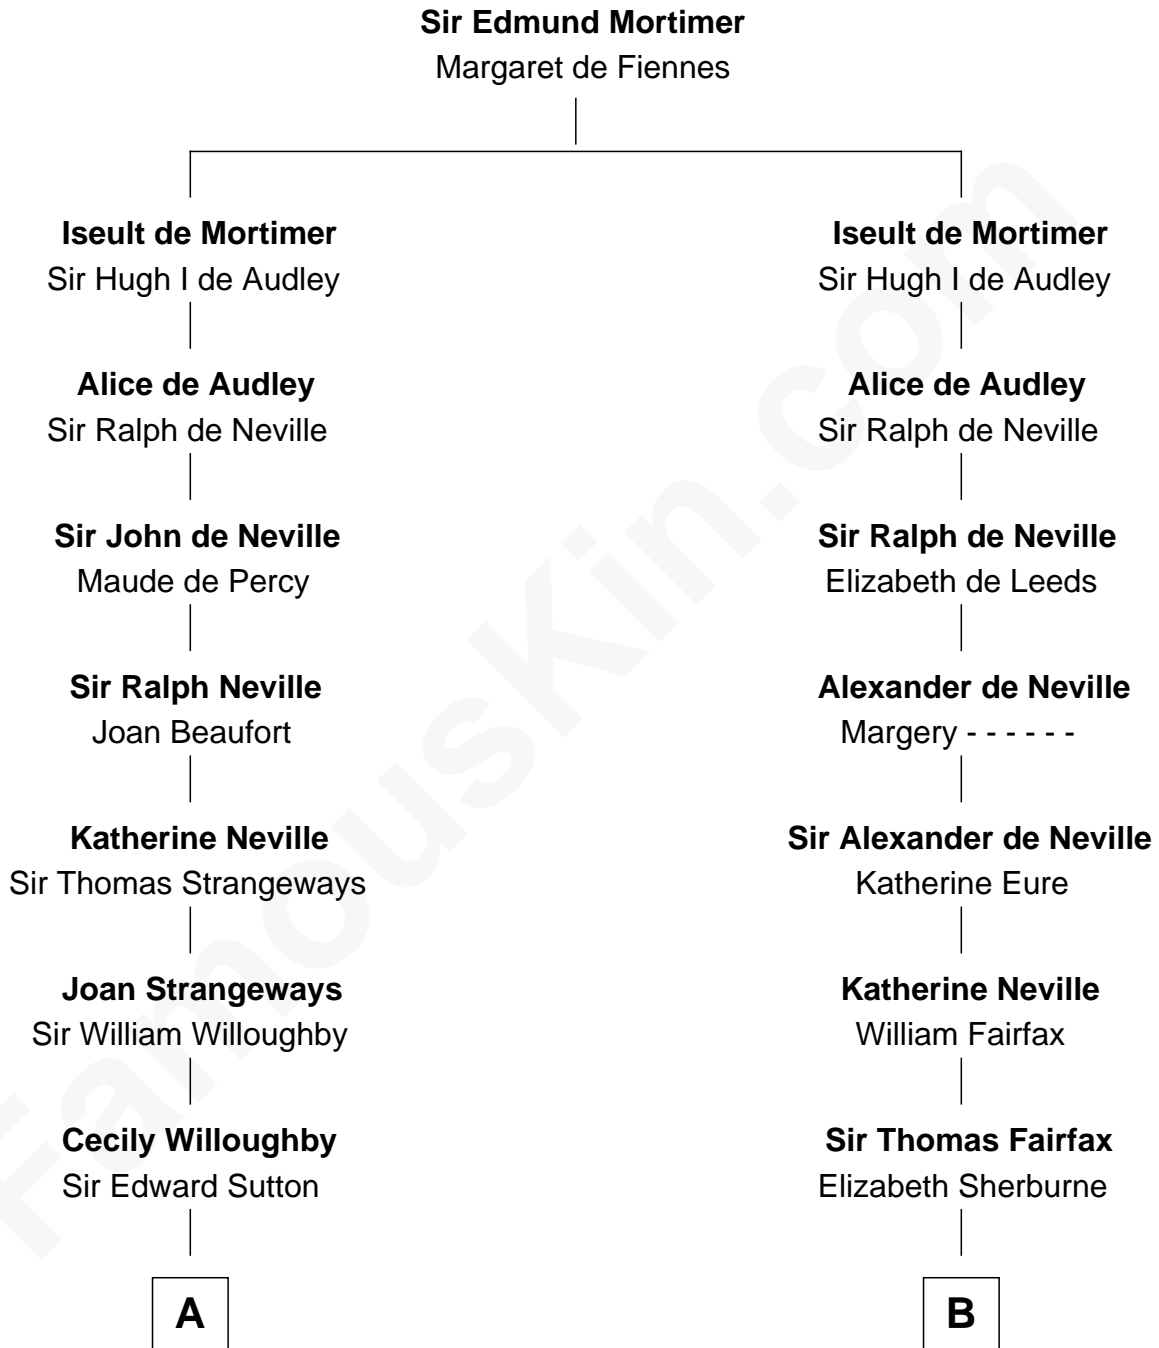 Sir Edmund Mortimer
Margaret de Fiennes
Iseult de Mortimer
Sir Hugh I de Audley
Iseult de Mortimer
Sir Hugh I de Audley
Alice de Audley
Sir Ralph de Neville
Alice de Audley
Sir Ralph de Neville
Sir John de Neville
Maude de Percy
Sir Ralph de Neville
Elizabeth de Leeds
Sir Ralph Neville
Joan Beaufort
Alexander de Neville
Margery - - - - - -
Katherine Neville
Sir Thomas Strangeways
Sir Alexander de Neville
Katherine Eure
Joan Strangeways
Sir William Willoughby
Katherine Neville
William Fairfax
Cecily Willoughby
Sir Edward Sutton
Sir Thomas Fairfax
Elizabeth Sherburne
A
B
FamousKin.com